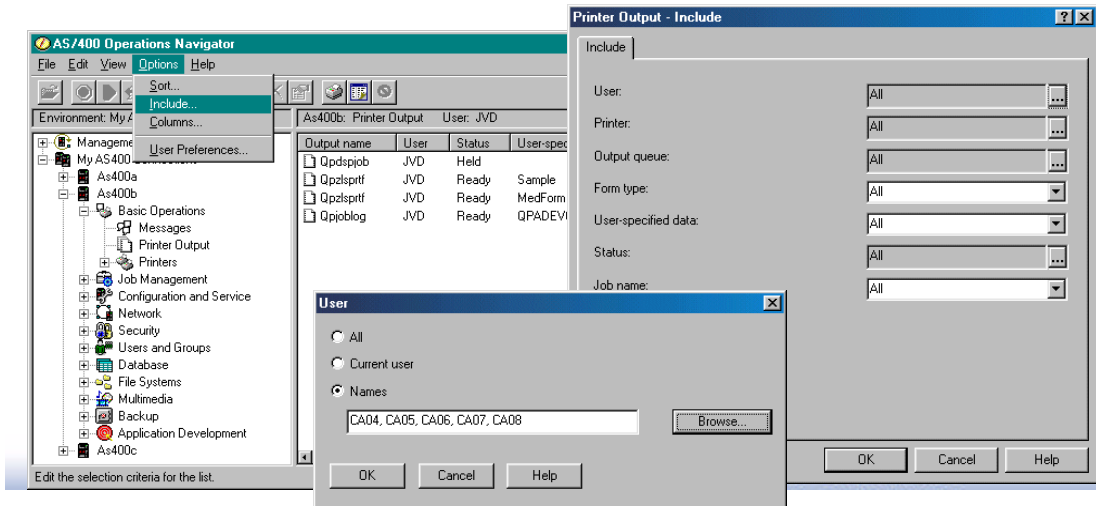 AS/400 Operations Navigator
File Edit View Options Help
Sort...
Include...
Columns...
User Preferences...
Environment: My
As400b: Printer Output User: JVD
Manageme
My AS400
As400a
As400b
Basic Operations
Messages
Printer Output
Printers
Job Management
Configuration and Service
Network
Security
Users and Groups
Database
File Systems
Multimedia
Backup
Application Development
As400c
Output name User Status User-spec
Qpdspjob JVD Held
Qpzlsprtf JVD Ready Sample
Qpzlsprtf JVD Ready MedForm
Qpjoblog JVD Ready QPADEV
Edit the selection criteria for the list.
Printer Output - Include
Include
User: All ...
Printer: All ...
Output queue: All ...
Form type: All
User-specified data: All
Status: All ...
Job name: All
OK Cancel Help
User
All
Current user
Names
CA04, CA05, CA06, CA07, CA08
Browse...
OK Cancel Help